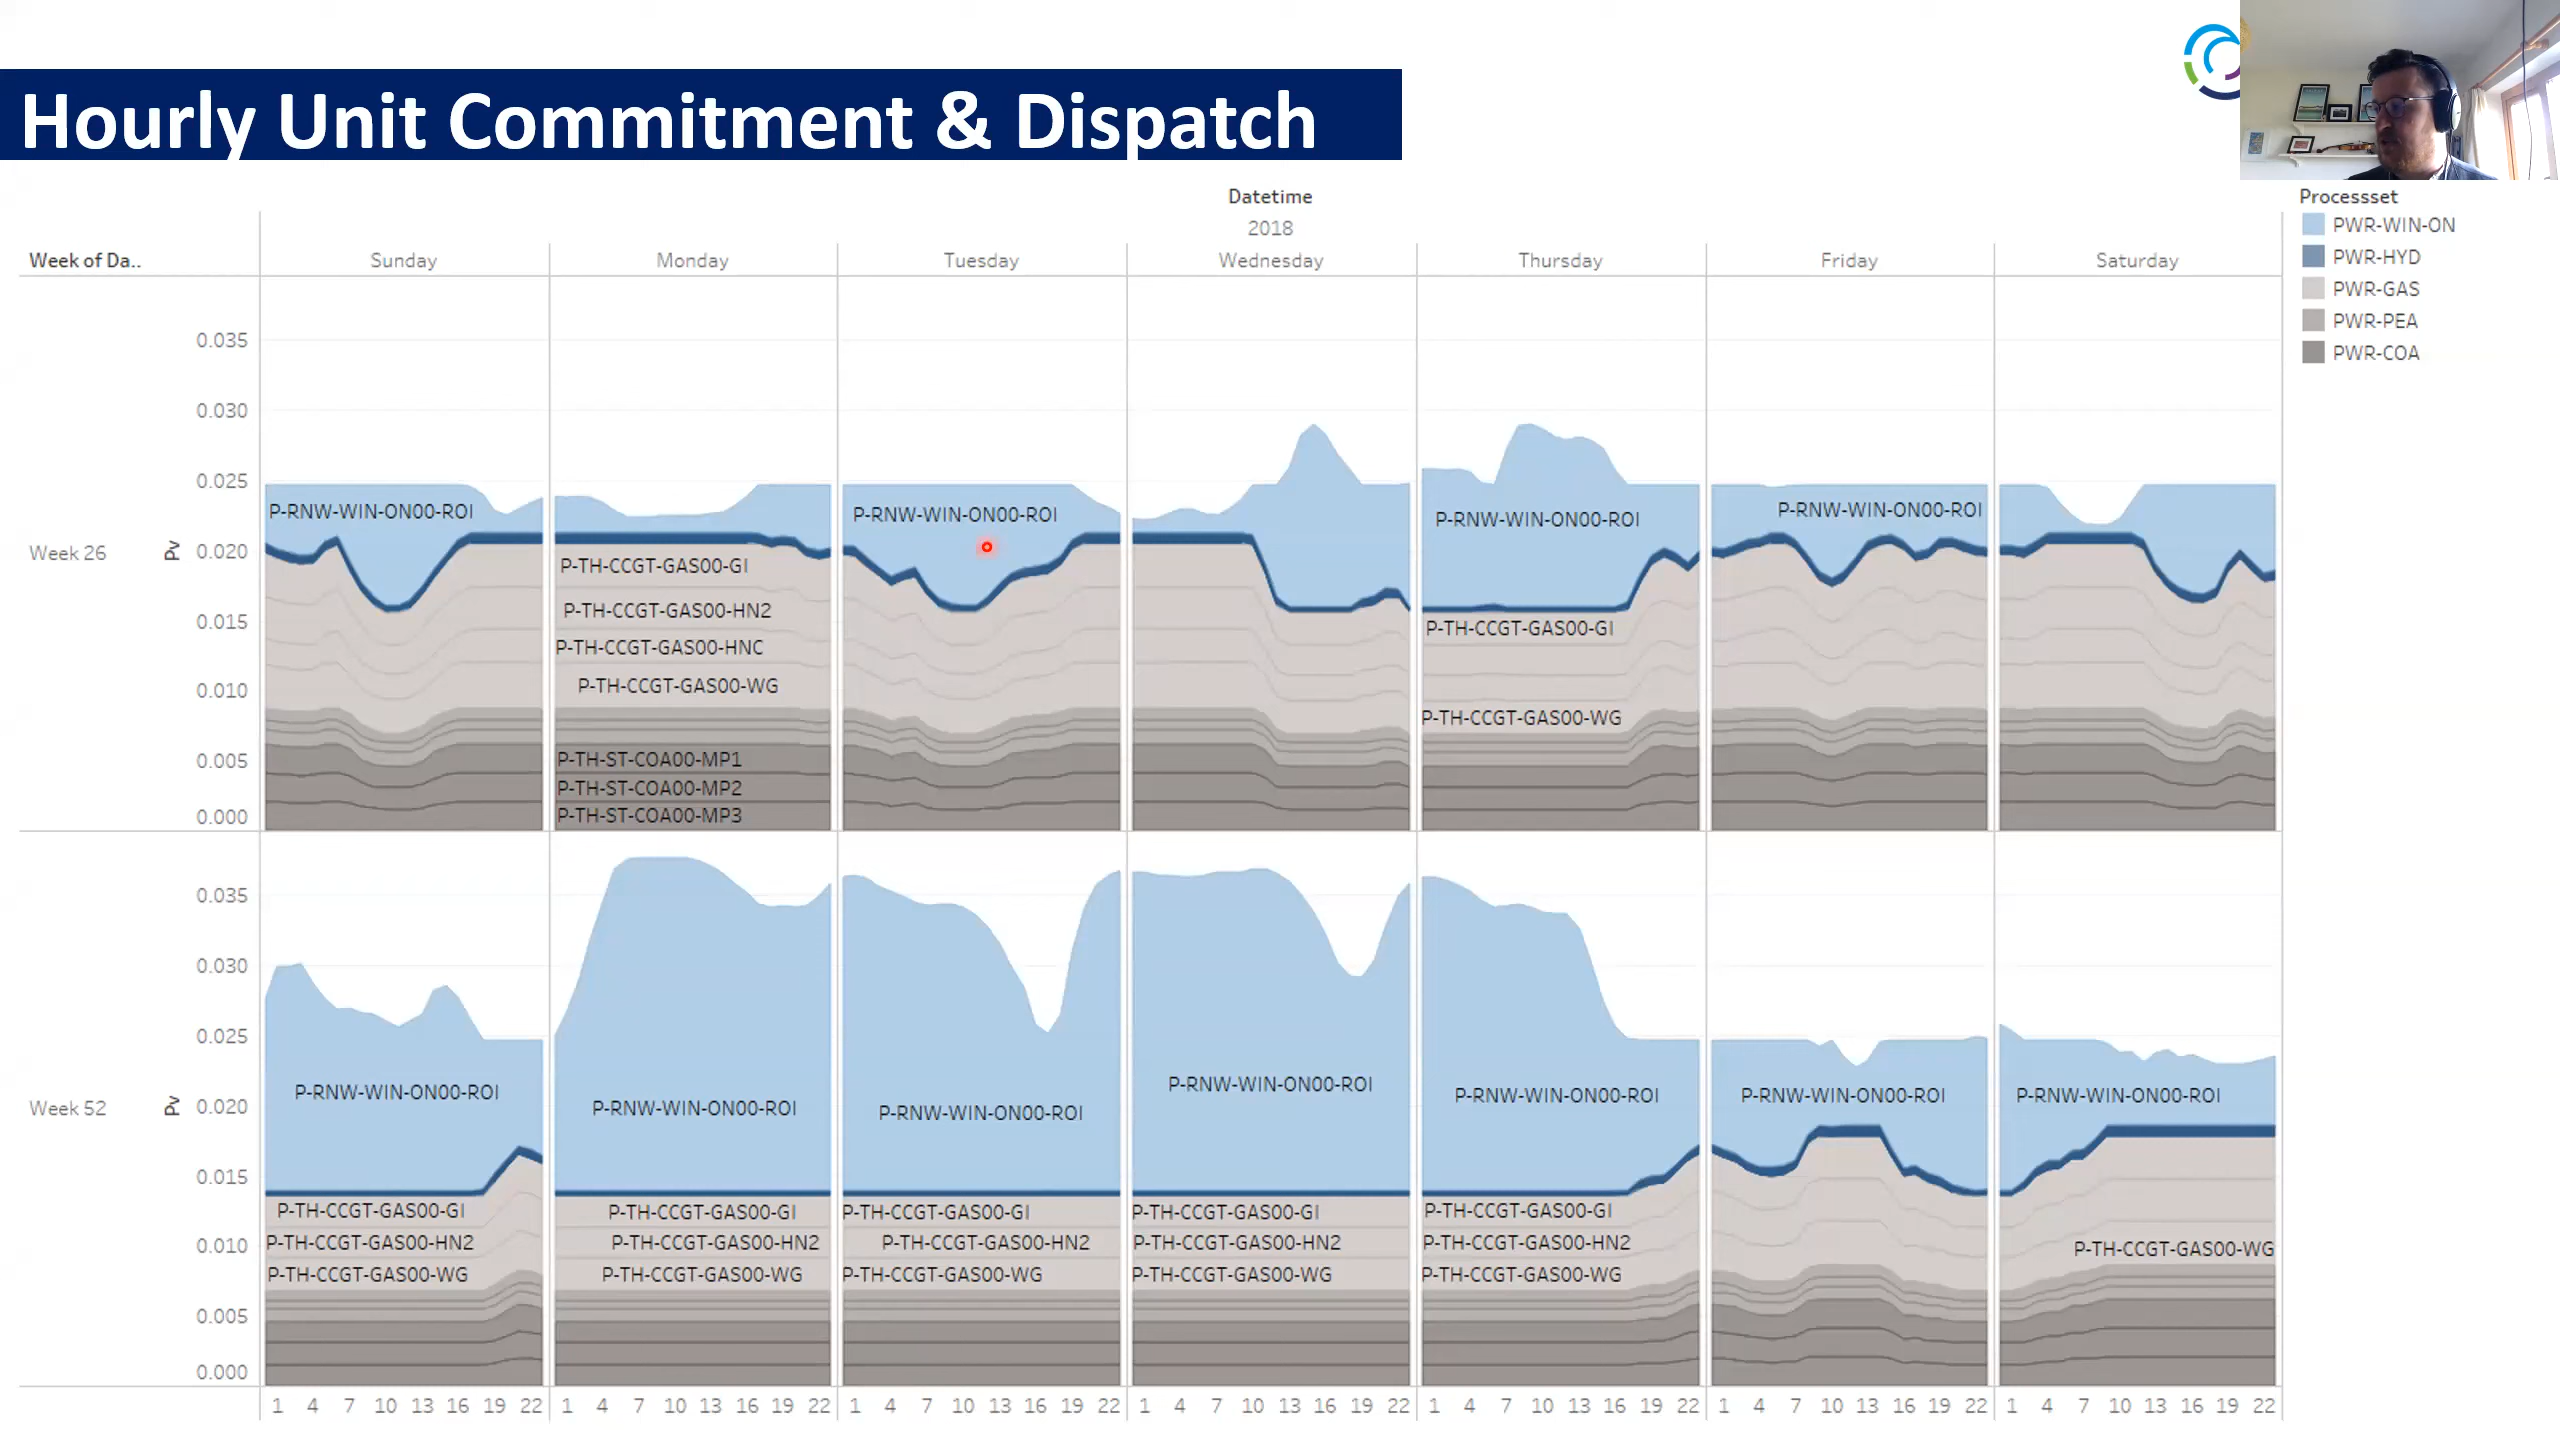 Hourly Unit Commitment & Dispatch
Datetime
2018
Processset
PWR-WIN-ON
PWR-HYD
PWR-GAS
PWR-PEA
PWR-COA
Week of Da..
Sunday Monday Tuesday Wednesday Thursday Friday Saturday
Week 26
Pv
0.035
0.030
0.025
0.020
0.015
0.010
0.005
0.000
P-RNW-WIN-ON00-ROI
P-TH-CCGT-GAS00-GI
P-TH-CCGT-GAS00-HN2
P-TH-CCGT-GAS00-HNC
P-TH-CCGT-GAS00-WG
P-TH-ST-COA00-MP1
P-TH-ST-COA00-MP2
P-TH-ST-COA00-MP3
P-RNW-WIN-ON00-ROI
P-RNW-WIN-ON00-ROI
P-TH-CCGT-GAS00-GI
P-TH-CCGT-GAS00-WG
P-RNW-WIN-ON00-ROI
Week 52
Pv
0.035
0.030
0.025
0.020
0.015
0.010
0.005
0.000
P-RNW-WIN-ON00-ROI
P-TH-CCGT-GAS00-GI
P-TH-CCGT-GAS00-HN2
P-TH-CCGT-GAS00-WG
P-RNW-WIN-ON00-ROI
P-TH-CCGT-GAS00-GI
P-TH-CCGT-GAS00-HN2
P-TH-CCGT-GAS00-WG
P-RNW-WIN-ON00-ROI
P-TH-CCGT-GAS00-GI
P-TH-CCGT-GAS00-HN2
P-TH-CCGT-GAS00-WG
P-RNW-WIN-ON00-ROI
P-TH-CCGT-GAS00-GI
P-TH-CCGT-GAS00-HN2
P-TH-CCGT-GAS00-WG
P-RNW-WIN-ON00-ROI
P-TH-CCGT-GAS00-GI
P-TH-CCGT-GAS00-HN2
P-TH-CCGT-GAS00-WG
P-RNW-WIN-ON00-ROI
P-RNW-WIN-ON00-ROI
P-TH-CCGT-GAS00-WG
1 4 7 10 13 16 19 22 1 4 7 10 13 16 19 22 1 4 7 10 13 16 19 22 1 4 7 10 13 16 19 22 1 4 7 10 13 16 19 22 1 4 7 10 13 16 19 22 1 4 7 10 13 16 19 22